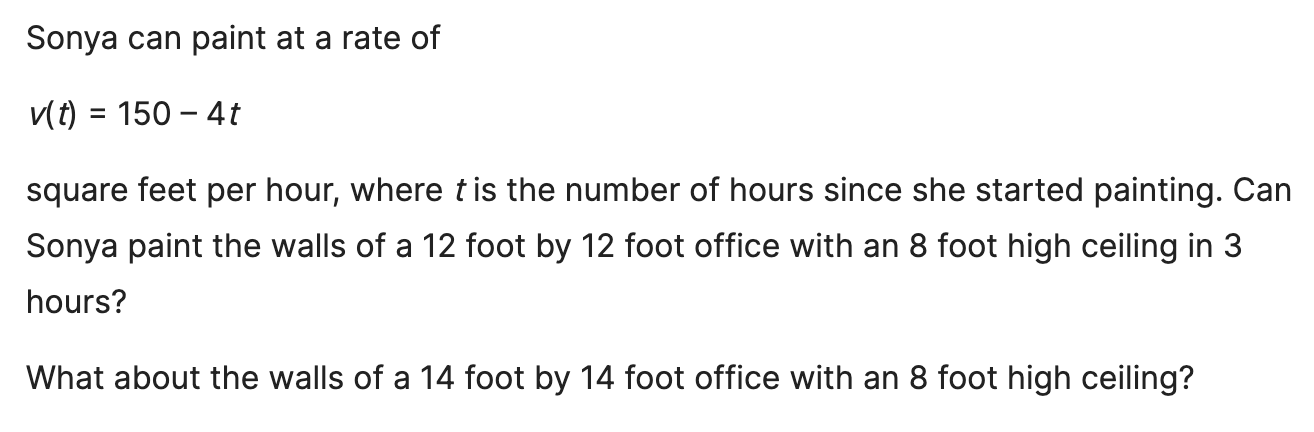 Sonya can paint at a rate of
v(t) = 150 – 4t
square feet per hour, where t is the number of hours since she started painting. Can
Sonya paint the walls of a 12 foot by 12 foot office with an 8 foot high ceiling in 3
hours?
What about the walls of a 14 foot by 14 foot office with an 8 foot high ceiling?